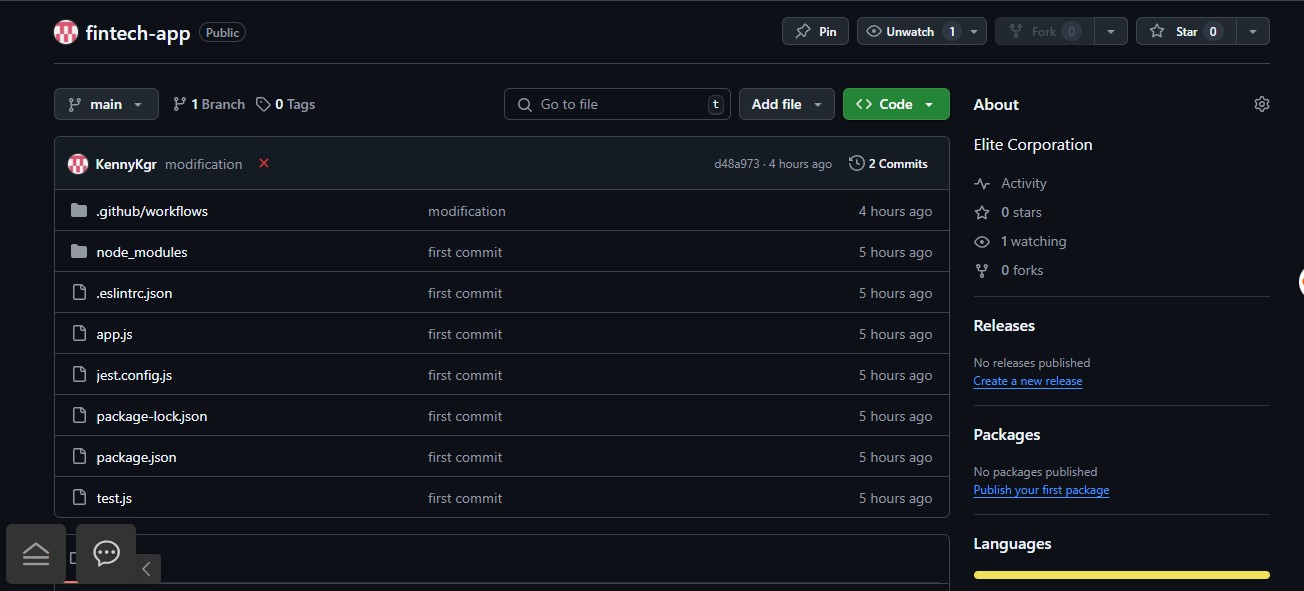 fintech-app Public Pin Unwatch 1 Fork 0 Star 0
main 1 Branch 0 Tags Go to file t Add file Code
KennyKgr modification d48a973 · 4 hours ago 2 Commits
.github/workflows modification 4 hours ago
node_modules first commit 5 hours ago
.eslintrc.json first commit 5 hours ago
app.js first commit 5 hours ago
jest.config.js first commit 5 hours ago
package-lock.json first commit 5 hours ago
package.json first commit 5 hours ago
test.js first commit 5 hours ago
About
Elite Corporation
Activity
0 stars
1 watching
0 forks
Releases
No releases published
Create a new release
Packages
No packages published
Publish your first package
Languages